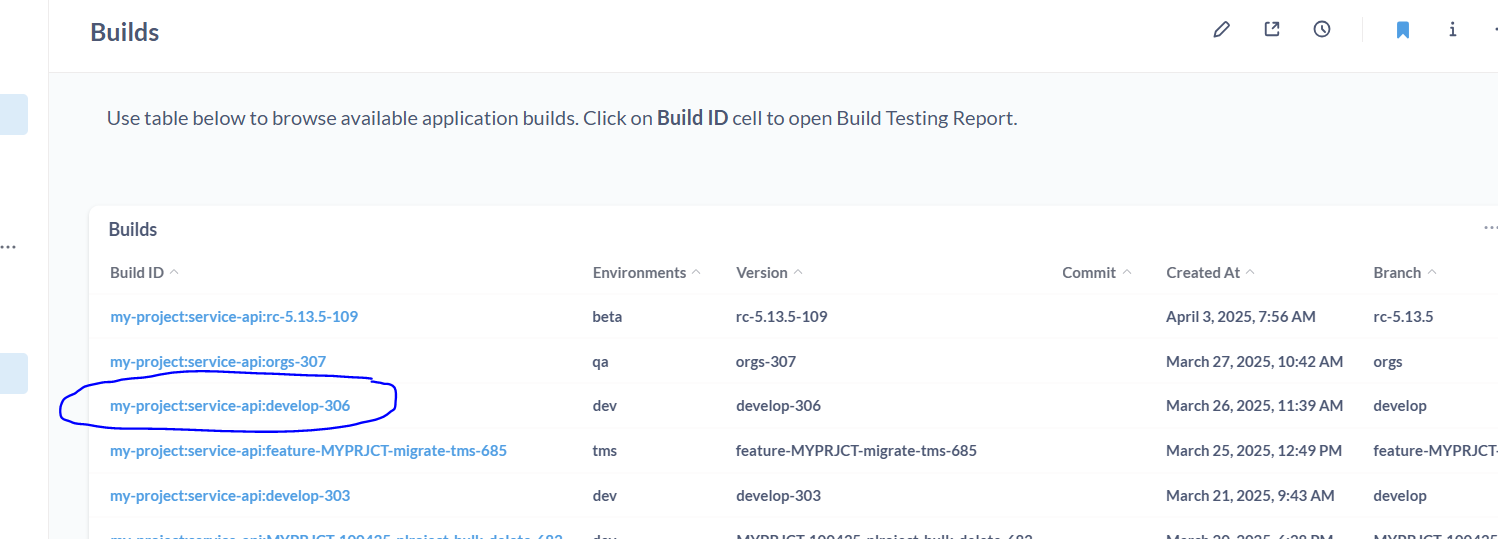 Builds
Use table below to browse available application builds. Click on Build ID cell to open Build Testing Report.
Builds
Build ID Environments Version Commit Created At Branch
my-project:service-api:rc-5.13.5-109 beta rc-5.13.5-109 April 3, 2025, 7:56 AM rc-5.13.5
my-project:service-api:orgs-307 qa orgs-307 March 27, 2025, 10:42 AM orgs
my-project:service-api:develop-306 dev develop-306 March 26, 2025, 11:39 AM develop
my-project:service-api:feature-MYPRJCT-migrate-tms-685 tms feature-MYPRJCT-migrate-tms-685 March 25, 2025, 12:49 PM feature-MYPRJCT-
my-project:service-api:develop-303 dev develop-303 March 21, 2025, 9:43 AM develop